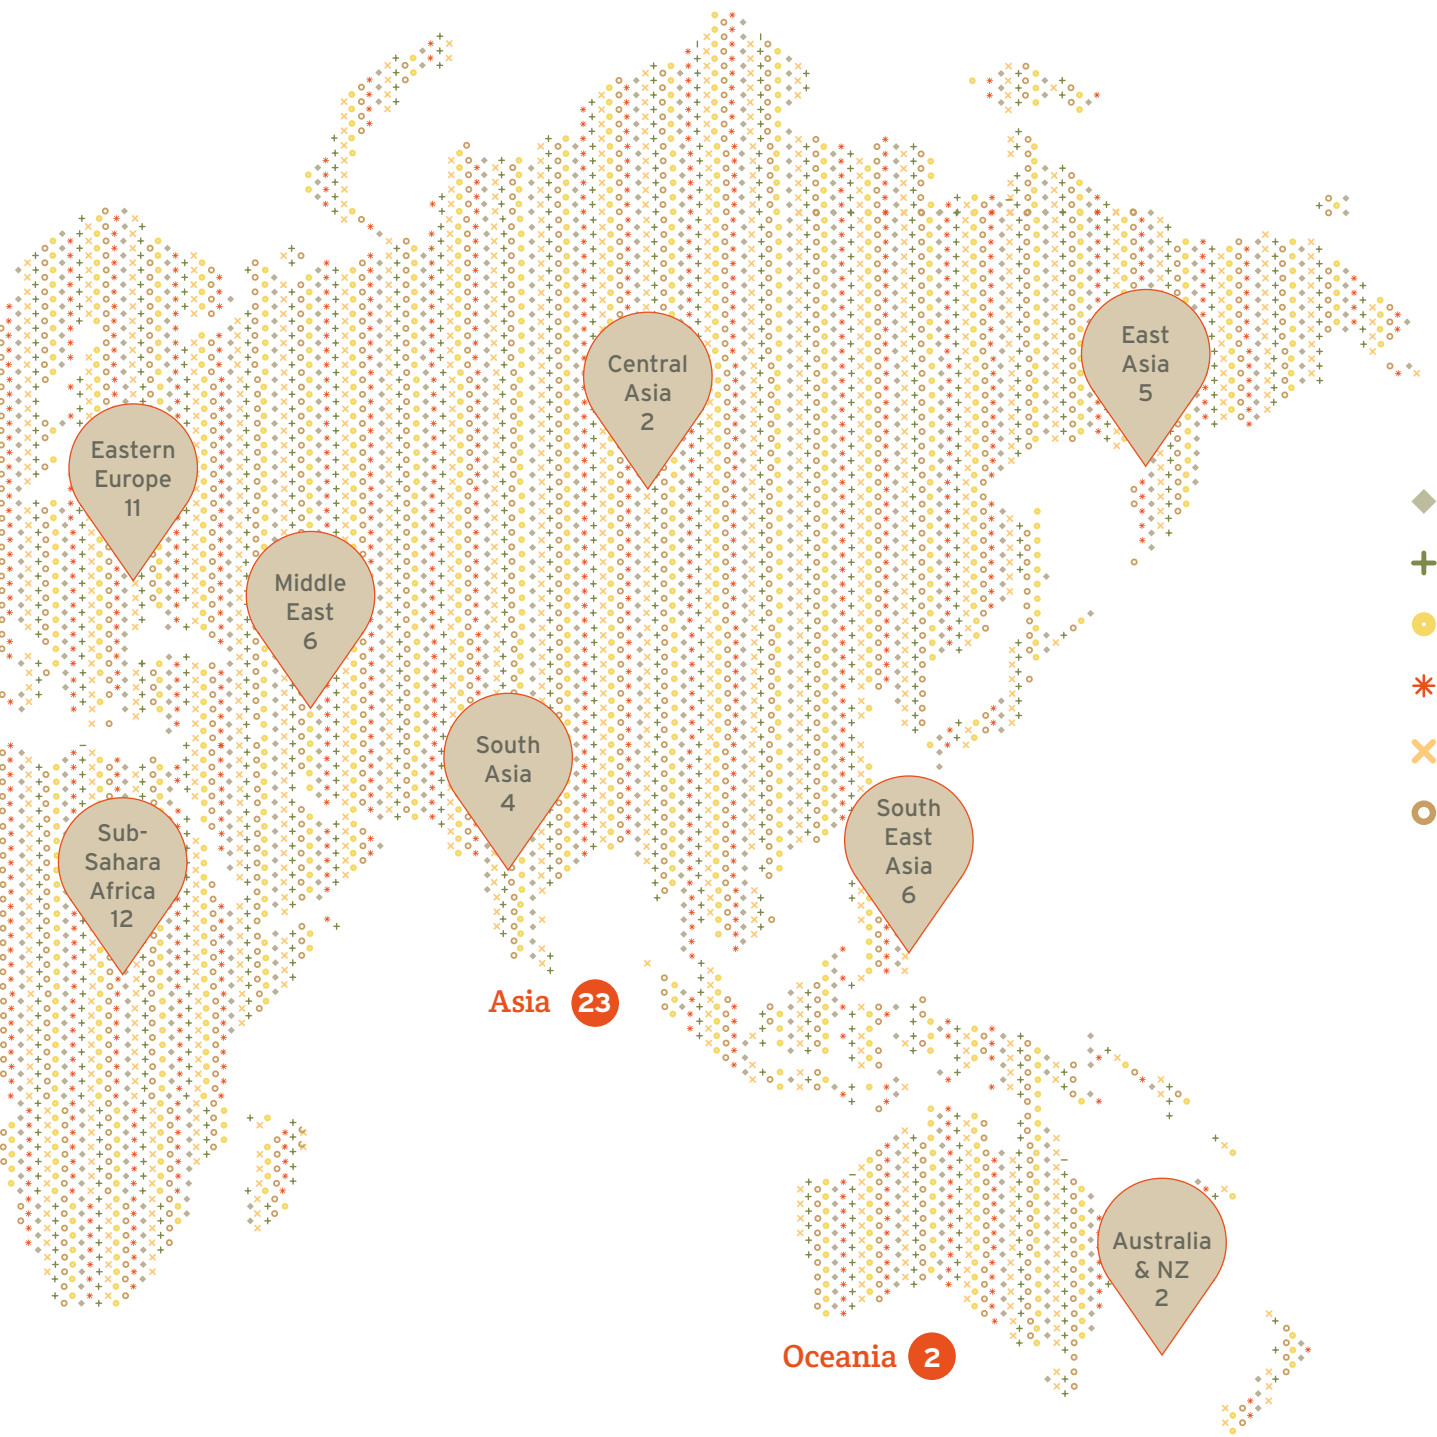 East
Asia
5
Central
Asia
2
Eastern
Europe
11
Middle
East
6
South
Asia
4
South
East
Asia
6
Sub-
Sahara
Africa
12
Asia 23
Australia
& NZ
2
Oceania 2